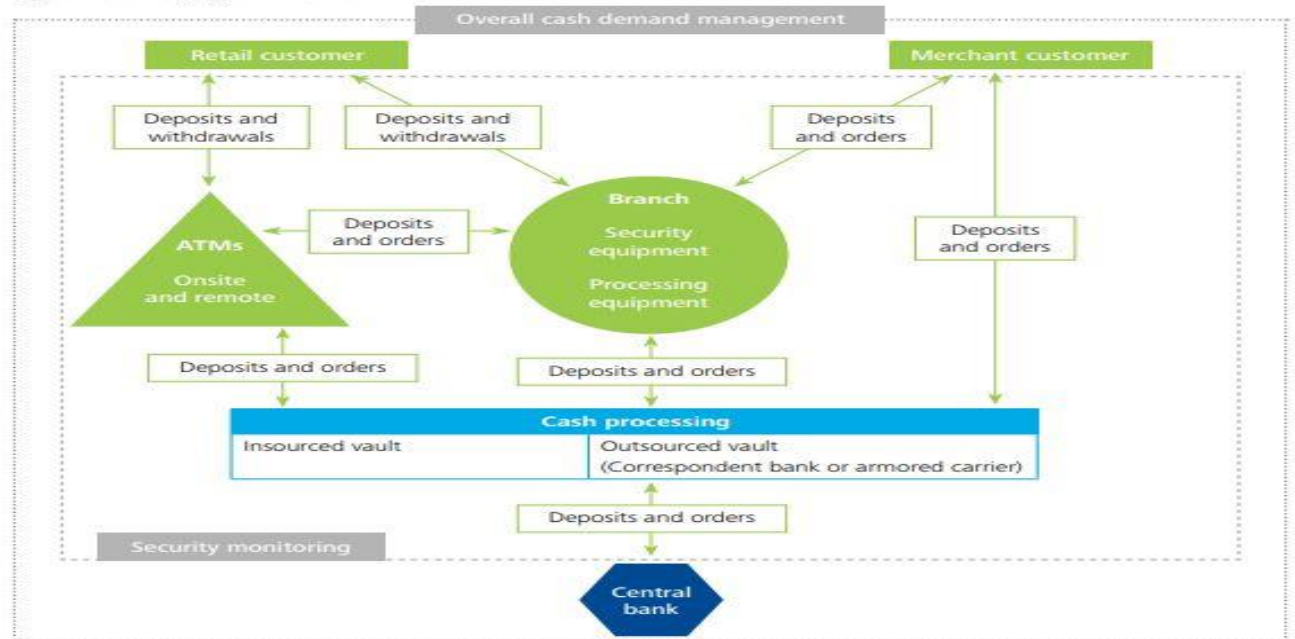 Overall cash demand management
Retail customer
Merchant customer
Deposits and
withdrawals
Deposits and
withdrawals
Deposits
and orders
Branch
Security
equipment
Processing
equipment
Deposits
and orders
ATMs
Onsite
and remote
Deposits
and orders
Deposits and orders
Deposits and orders
Cash processing
Insourced vault
Outsourced vault
(Correspondent bank or armored carrier)
Deposits and orders
Security monitoring
Central
bank